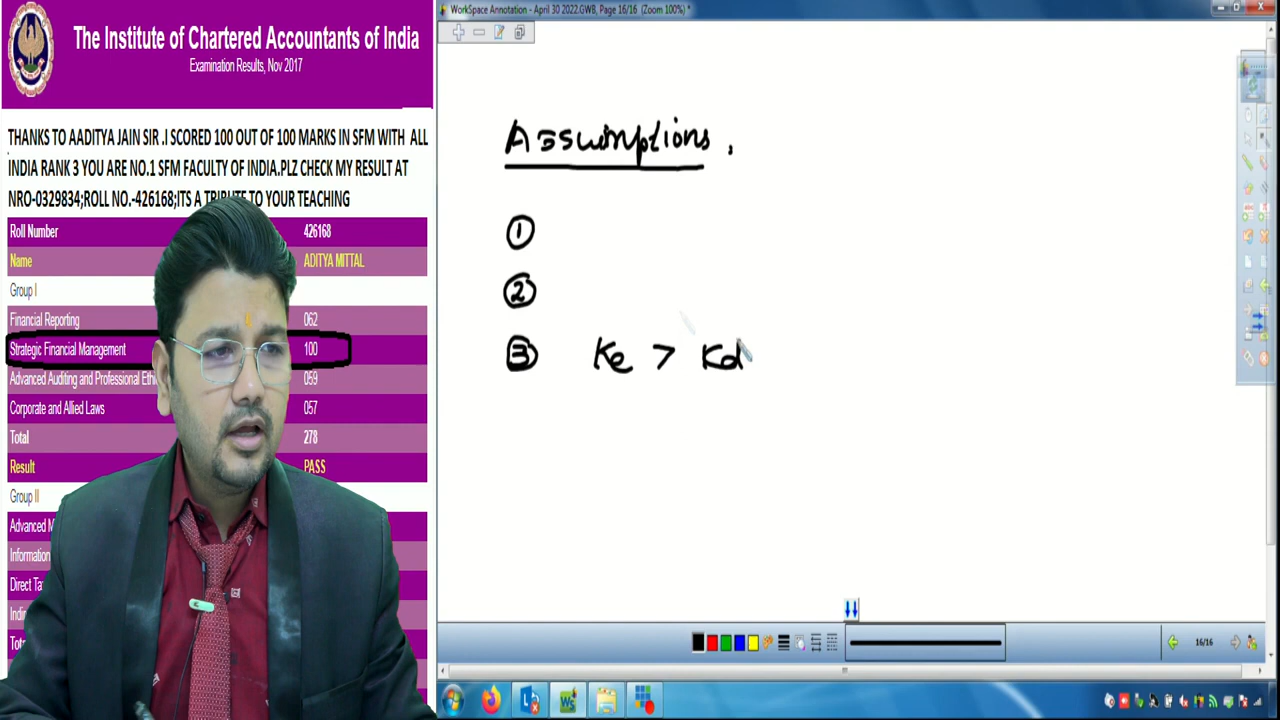 The Institute of Chartered Accountants of India
Examination Results, Nov 2017
THANKS TO AADITYA JAIN SIR .I SCORED 100 OUT OF 100 MARKS IN SFM WITH ALL
INDIA RANK 3 YOU ARE NO.1 SFM FACULTY OF INDIA.PLZ CHECK MY RESULT AT
NRO-0329834;ROLL NO.-426168;ITS A TRIBUTE TO YOUR TEACHING
Roll Number 426168
Name ADITYA MITTAL
Group I
Financial Reporting 062
Strategic Financial Management 100
Advanced Auditing and Professional 059
Corporate and Allied Laws 057
Total 278
Result PASS
Group II
Advanced
Direct
WorkSpace Annotation - April 30 2022.GWB, Page 16/16 (Zoom 100%) *
Assumptions.
1
2
3 Ke > Kd
16/16